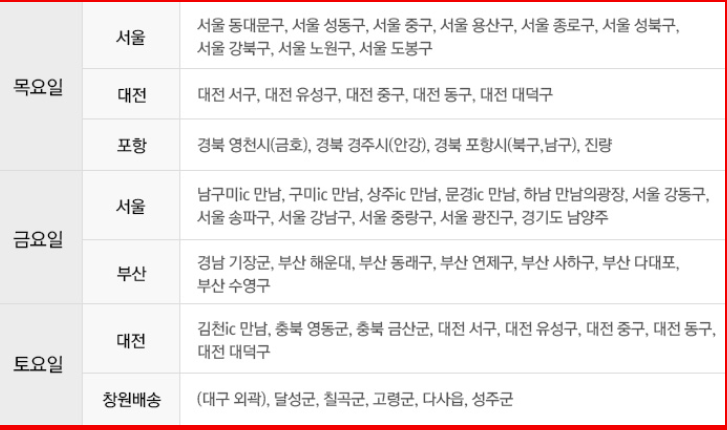 목요일
서울
서울 동대문구, 서울 성동구, 서울 중구, 서울 용산구, 서울 종로구, 서울 성북구,
서울 강북구, 서울 노원구, 서울 도봉구
대전
대전 서구, 대전 유성구, 대전 중구, 대전 동구, 대전 대덕구
포항
경북 영천시(금호), 경북 경주시(안강), 경북 포항시(북구,남구), 진량
금요일
서울
남구미ic 만남, 구미ic 만남, 상주ic 만남, 문경ic 만남, 하남 만남의광장, 서울 강동구,
서울 송파구, 서울 강남구, 서울 중랑구, 서울 광진구, 경기도 남양주
부산
경남 기장군, 부산 해운대, 부산 동래구, 부산 연제구, 부산 사하구, 부산 다대포,
부산 수영구
토요일
대전
김천ic 만남, 충북 영동군, 충북 금산군, 대전 서구, 대전 유성구, 대전 중구, 대전 동구,
대전 대덕구
창원배송
(대구 외곽), 달성군, 칠곡군, 고령군, 다사읍, 성주군